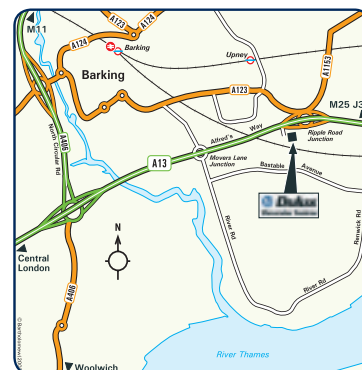 M11
A124
A123
A124
Barking
Upney
A1153
Barking
A123
M25 J3
North Circular Rd
A406
Alfred's Way
Ripple Road
Junction
A13
Movers Lane
Junction
Bastable Avenue
River Rd
Renwick Rd
N
Central
London
A406
River Rd
River Thames
Woolwich